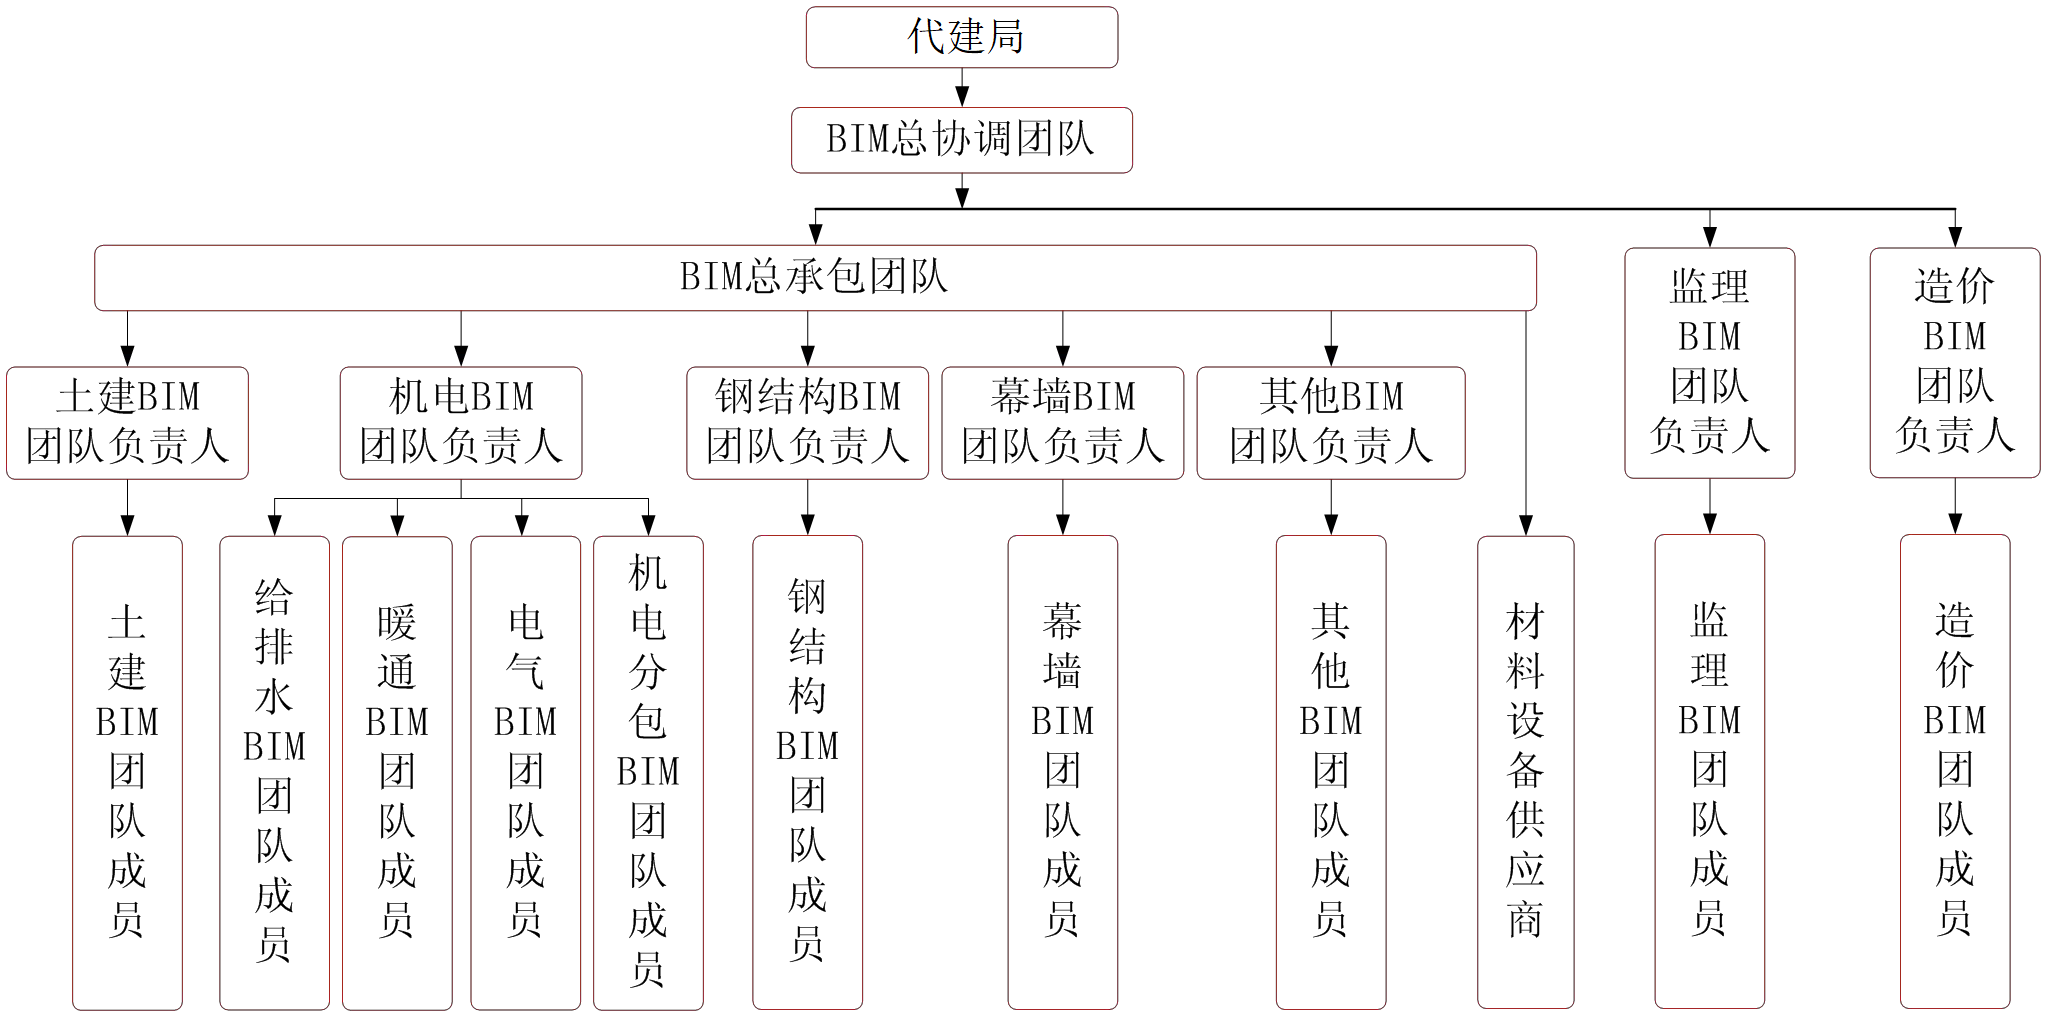 代建局
BIM总协调团队
BIM总承包团队
监理
BIM
团队
负责人
造价
BIM
团队
负责人
土建BIM
团队负责人
机电BIM
团队负责人
钢结构BIM
团队负责人
幕墙BIM
团队负责人
其他BIM
团队负责人
土建BIM团队成员
给排水BIM团队成员
暖通BIM团队成员
电气BIM团队成员
机电分包BIM团队成员
钢结构BIM团队成员
幕墙BIM团队成员
其他BIM团队成员
材料设备供应商
监理BIM团队成员
造价BIM团队成员